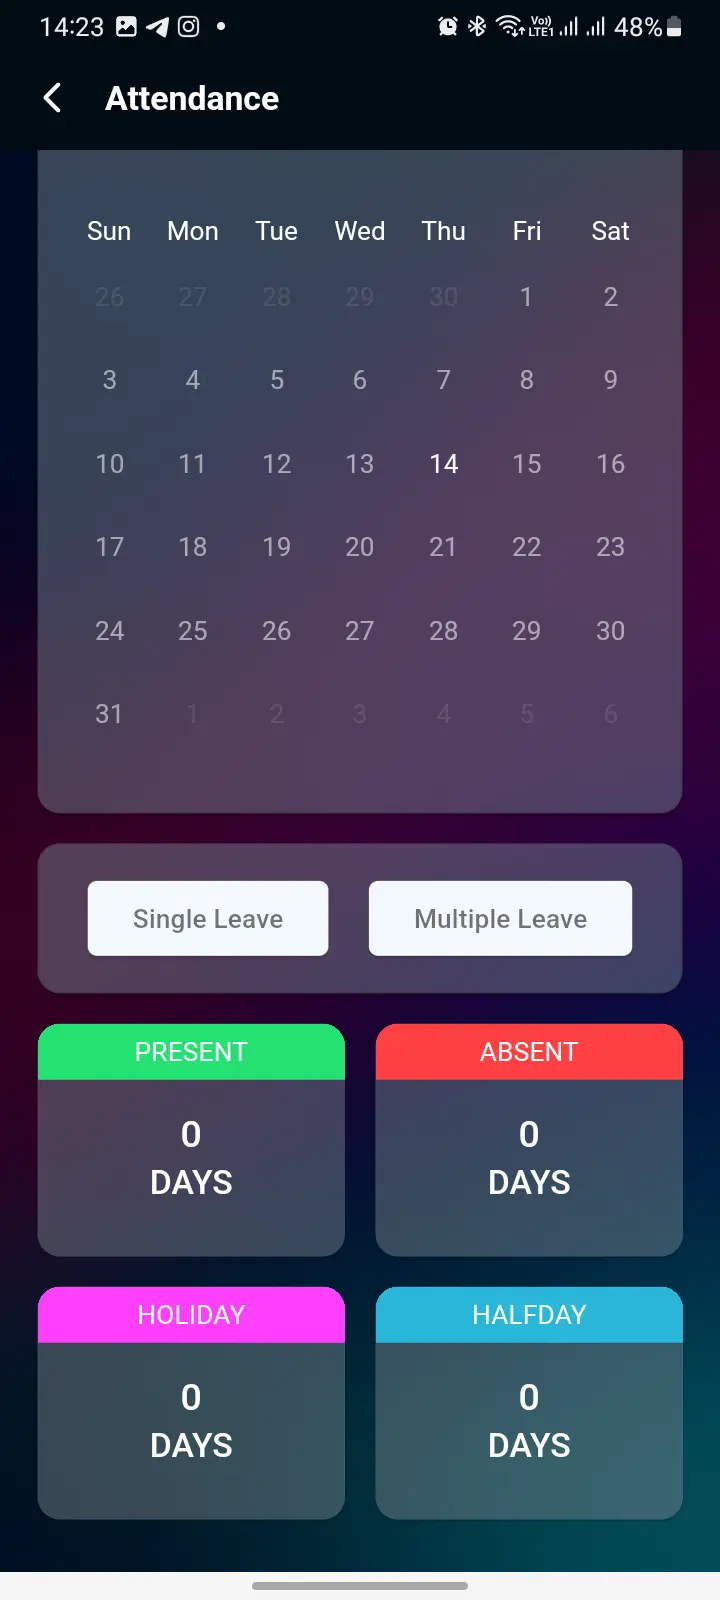 14:23 Vo)) LTE1 48%
Attendance
Sun Mon Tue Wed Thu Fri Sat
26 27 28 29 30 1 2
3 4 5 6 7 8 9
10 11 12 13 14 15 16
17 18 19 20 21 22 23
24 25 26 27 28 29 30
31 1 2 3 4 5 6
Single Leave Multiple Leave
PRESENT ABSENT
0 0
DAYS DAYS
HOLIDAY HALFDAY
0 0
DAYS DAYS